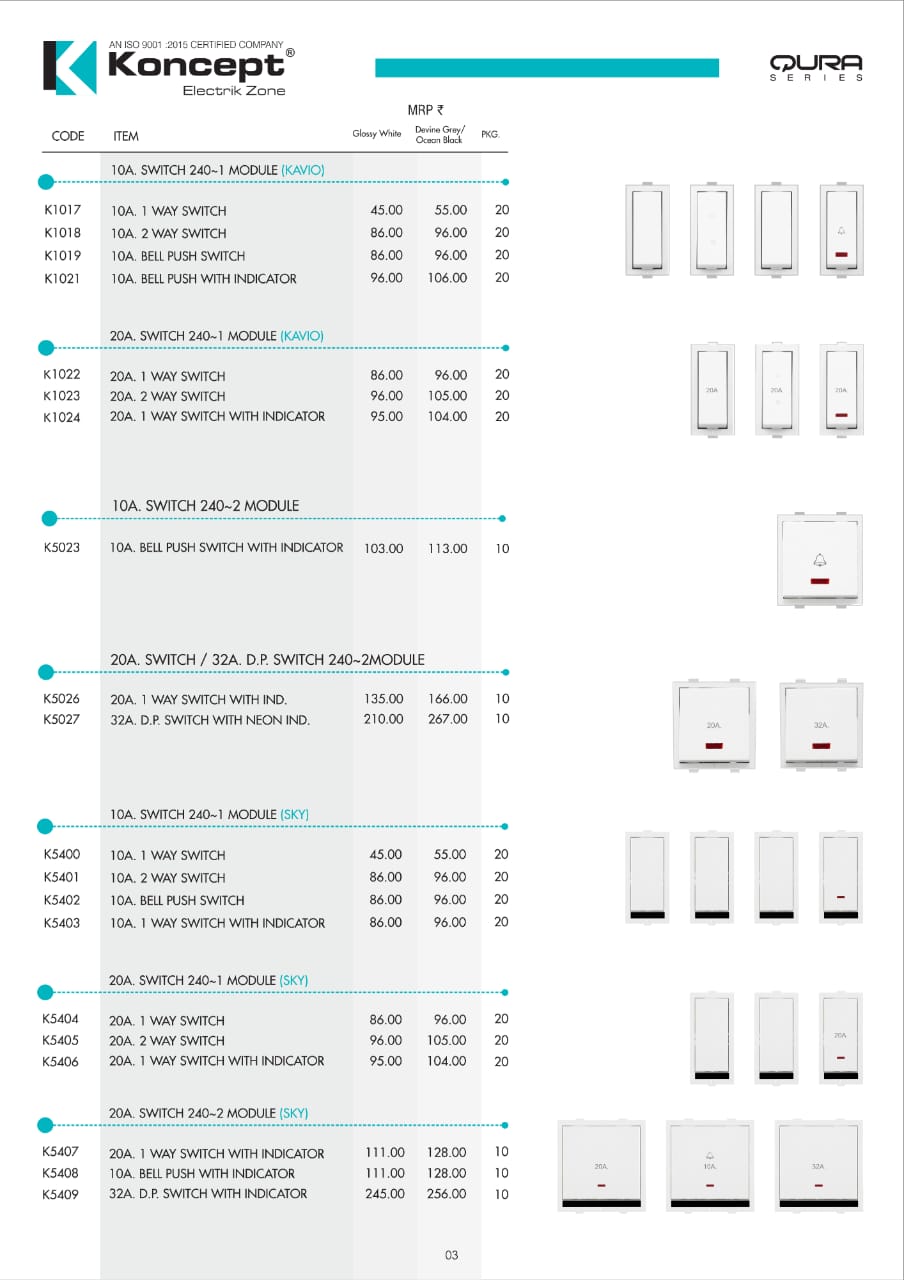 AN ISO 9001 :2015 CERTIFIED COMPANY
Koncept®
Electrik Zone
QURA
SERIES
MRP ₹
CODE ITEM Glossy White Devine Grey/ Ocean Black PKG.
10A. SWITCH 240~1 MODULE (KAVIO)
K1017 10A. 1 WAY SWITCH 45.00 55.00 20
K1018 10A. 2 WAY SWITCH 86.00 96.00 20
K1019 10A. BELL PUSH SWITCH 86.00 96.00 20
K1021 10A. BELL PUSH WITH INDICATOR 96.00 106.00 20
20A. SWITCH 240~1 MODULE (KAVIO)
K1022 20A. 1 WAY SWITCH 86.00 96.00 20
K1023 20A. 2 WAY SWITCH 96.00 105.00 20
K1024 20A. 1 WAY SWITCH WITH INDICATOR 95.00 104.00 20
20A. 20A. 20A.
10A. SWITCH 240~2 MODULE
K5023 10A. BELL PUSH SWITCH WITH INDICATOR 103.00 113.00 10
20A. SWITCH / 32A. D.P. SWITCH 240~2MODULE
K5026 20A. 1 WAY SWITCH WITH IND. 135.00 166.00 10
K5027 32A. D.P. SWITCH WITH NEON IND. 210.00 267.00 10
20A. 32A.
10A. SWITCH 240~1 MODULE (SKY)
K5400 10A. 1 WAY SWITCH 45.00 55.00 20
K5401 10A. 2 WAY SWITCH 86.00 96.00 20
K5402 10A. BELL PUSH SWITCH 86.00 96.00 20
K5403 10A. 1 WAY SWITCH WITH INDICATOR 86.00 96.00 20
20A. SWITCH 240~1 MODULE (SKY)
K5404 20A. 1 WAY SWITCH 86.00 96.00 20
K5405 20A. 2 WAY SWITCH 96.00 105.00 20
K5406 20A. 1 WAY SWITCH WITH INDICATOR 95.00 104.00 20
20A.
20A. SWITCH 240~2 MODULE (SKY)
K5407 20A. 1 WAY SWITCH WITH INDICATOR 111.00 128.00 10
K5408 10A. BELL PUSH WITH INDICATOR 111.00 128.00 10
K5409 32A. D.P. SWITCH WITH INDICATOR 245.00 256.00 10
20A. 10A. 32A.
03